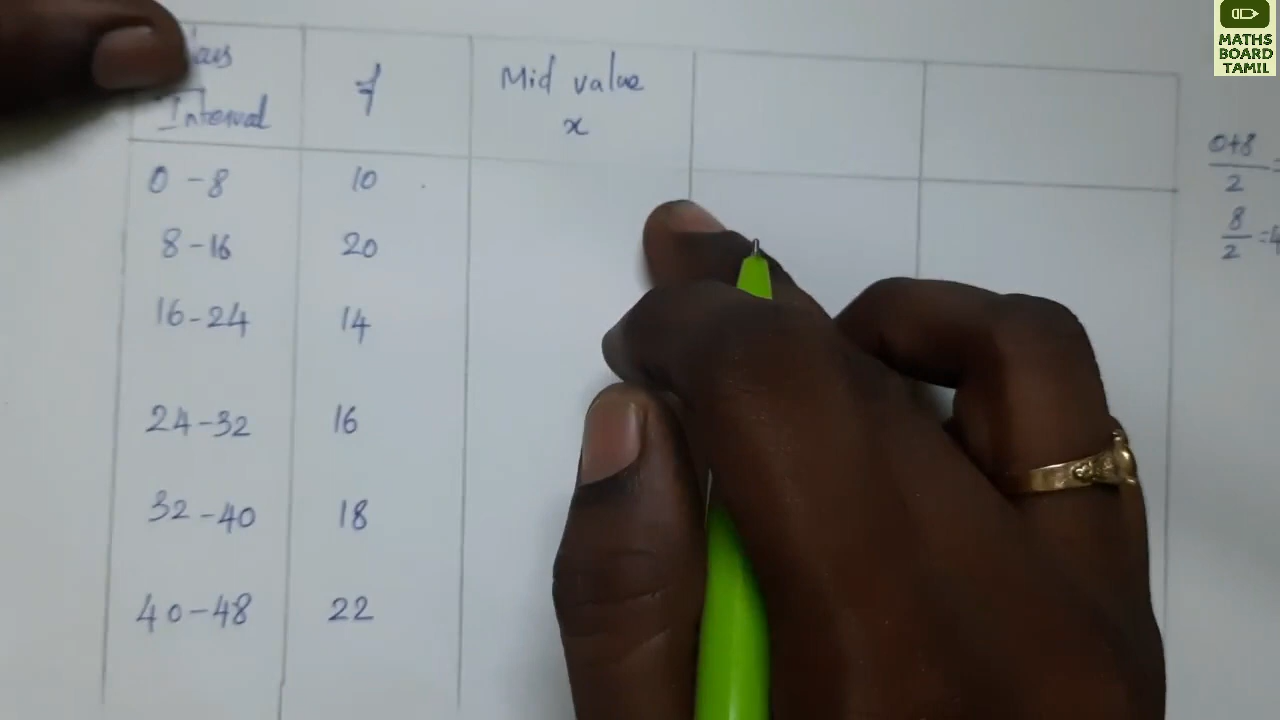 MATHS
BOARD
TAMIL
Interval
f
Mid value
x
0 - 8 10
8 - 16 20
16 - 24 14
24 - 32 16
32 - 40 18
40 - 48 22
0+8
2 =
8
2 = 4